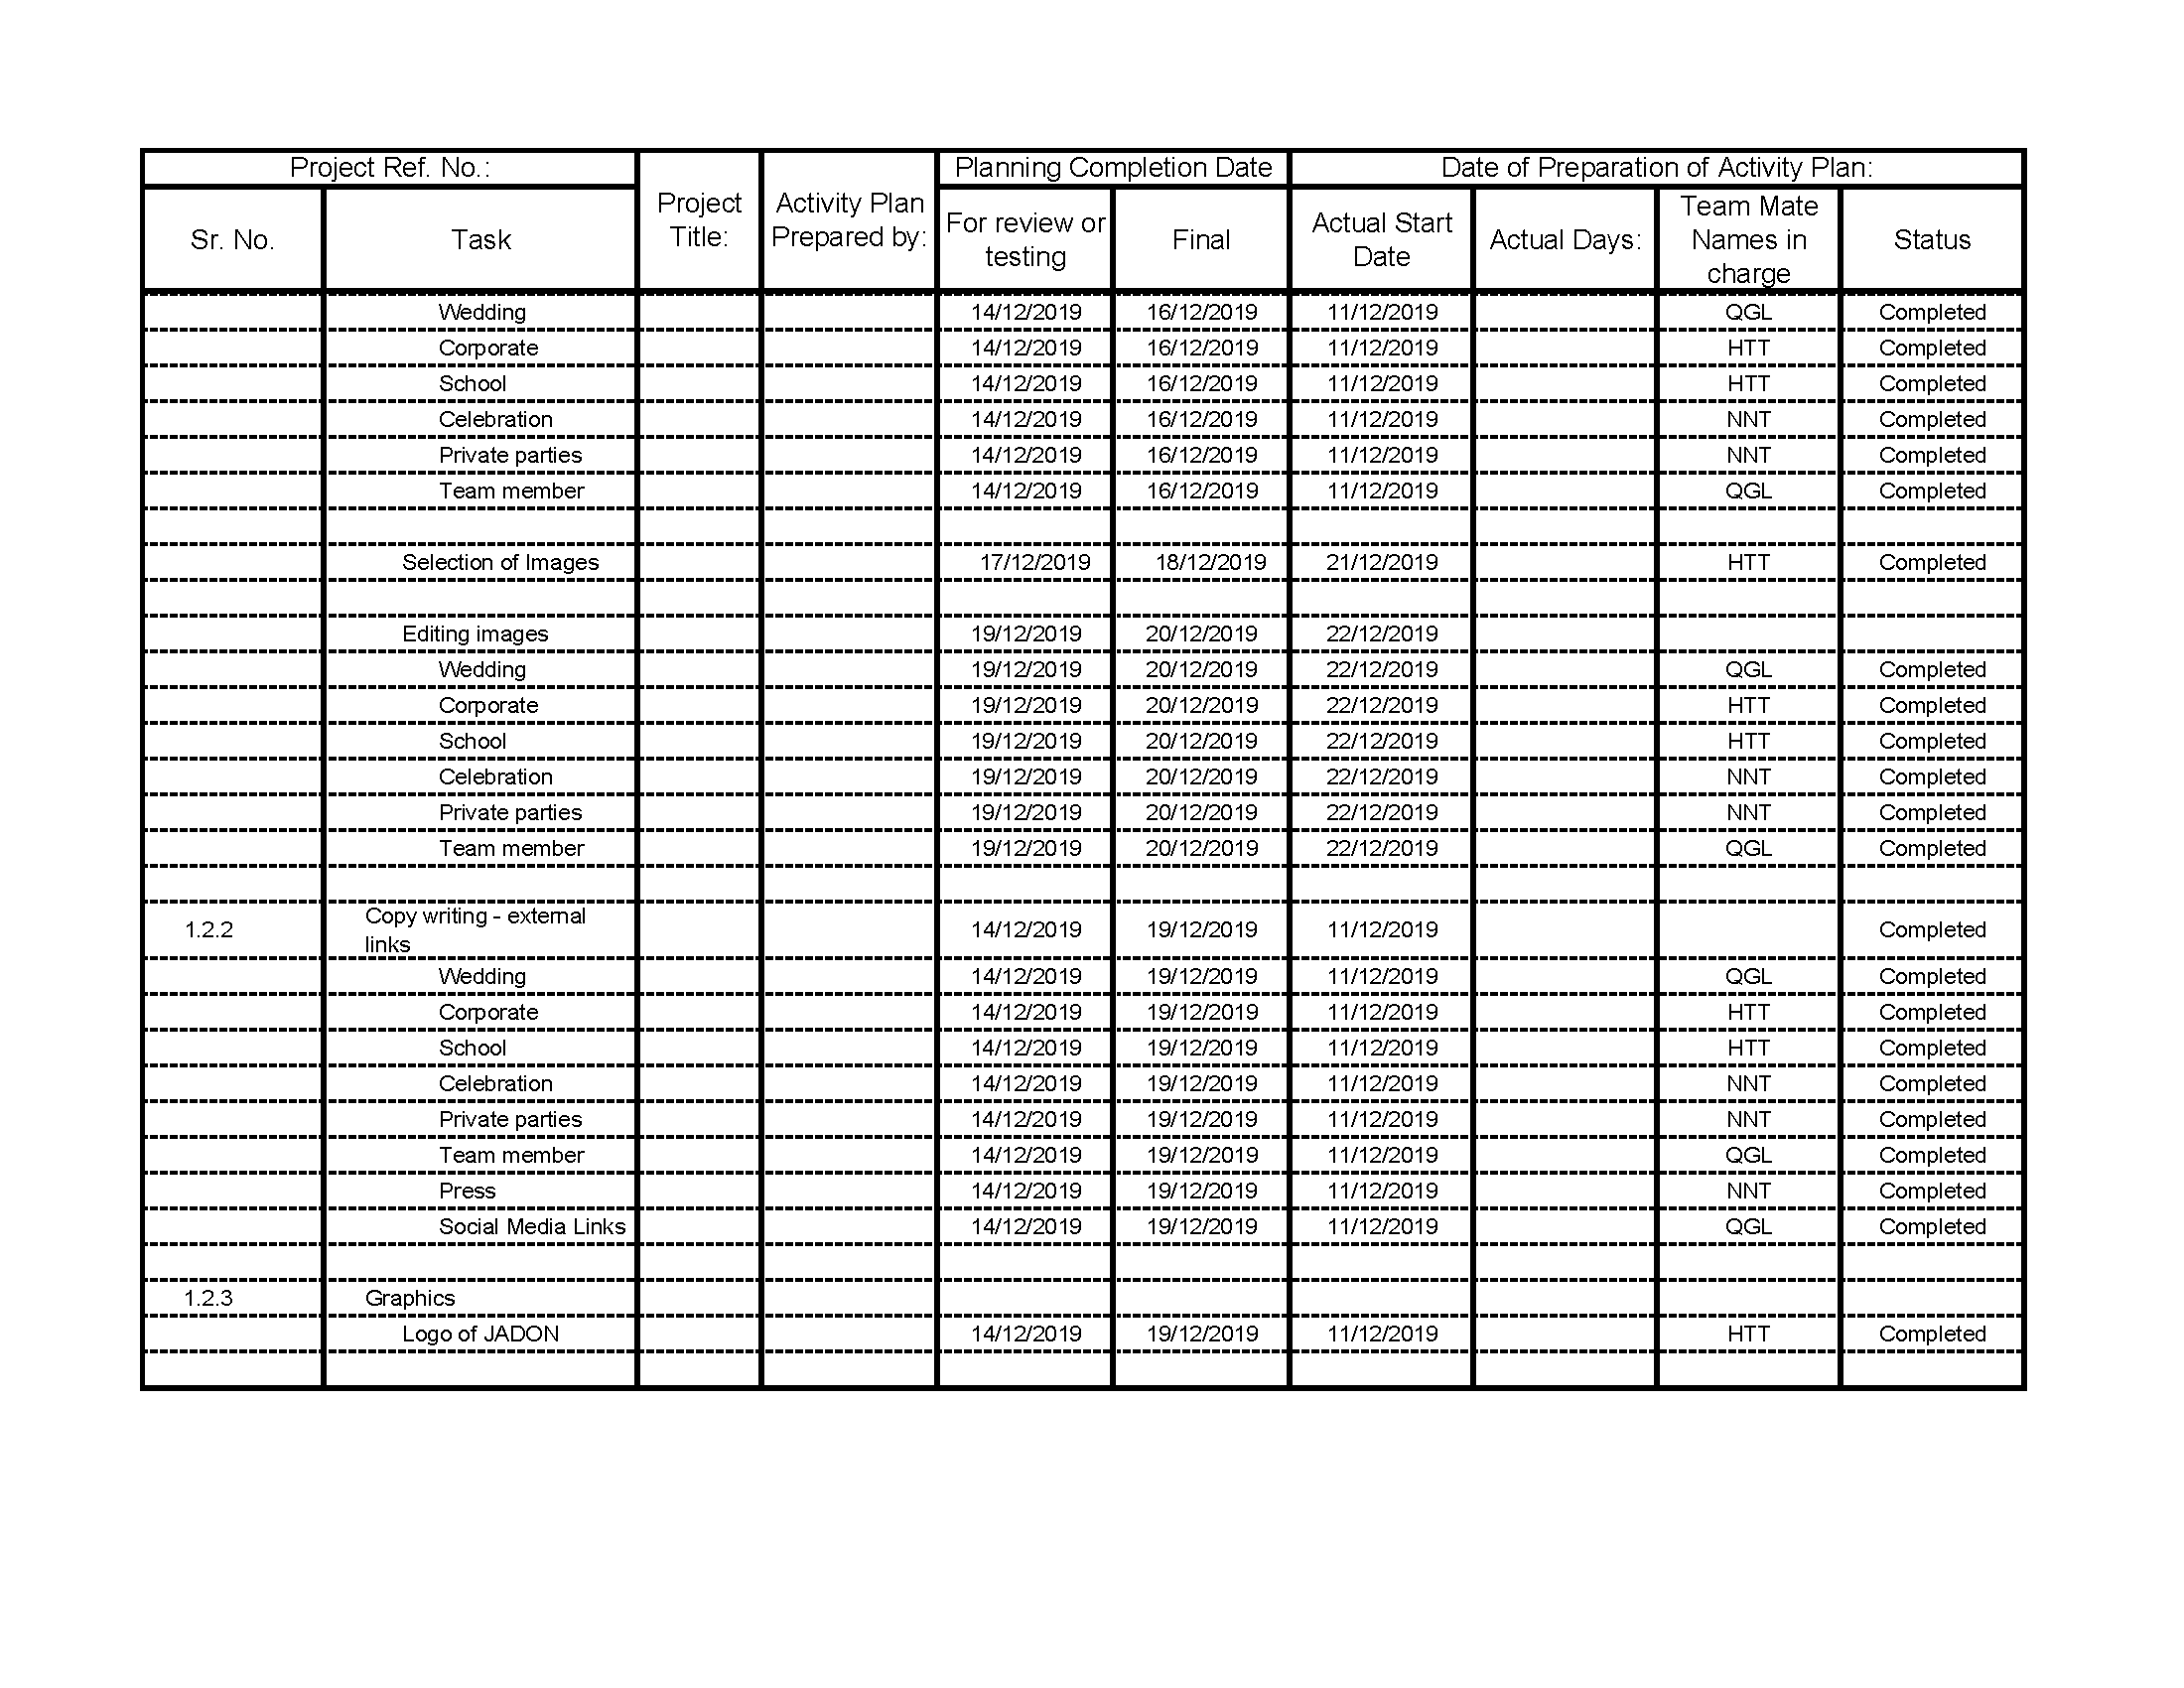 Project Ref. No.: Project Title: Activity Plan Prepared by: Planning Completion Date Date of Preparation of Activity Plan:
Sr. No. Task For review or testing Final Actual Start Date Actual Days: Team Mate Names in charge Status
Wedding 14/12/2019 16/12/2019 11/12/2019 QGL Completed
Corporate 14/12/2019 16/12/2019 11/12/2019 HTT Completed
School 14/12/2019 16/12/2019 11/12/2019 HTT Completed
Celebration 14/12/2019 16/12/2019 11/12/2019 NNT Completed
Private parties 14/12/2019 16/12/2019 11/12/2019 NNT Completed
Team member 14/12/2019 16/12/2019 11/12/2019 QGL Completed
Selection of Images 17/12/2019 18/12/2019 21/12/2019 HTT Completed
Editing images 19/12/2019 20/12/2019 22/12/2019
Wedding 19/12/2019 20/12/2019 22/12/2019 QGL Completed
Corporate 19/12/2019 20/12/2019 22/12/2019 HTT Completed
School 19/12/2019 20/12/2019 22/12/2019 HTT Completed
Celebration 19/12/2019 20/12/2019 22/12/2019 NNT Completed
Private parties 19/12/2019 20/12/2019 22/12/2019 NNT Completed
Team member 19/12/2019 20/12/2019 22/12/2019 QGL Completed
1.2.2 Copy writing - external links 14/12/2019 19/12/2019 11/12/2019 Completed
Wedding 14/12/2019 19/12/2019 11/12/2019 QGL Completed
Corporate 14/12/2019 19/12/2019 11/12/2019 HTT Completed
School 14/12/2019 19/12/2019 11/12/2019 HTT Completed
Celebration 14/12/2019 19/12/2019 11/12/2019 NNT Completed
Private parties 14/12/2019 19/12/2019 11/12/2019 NNT Completed
Team member 14/12/2019 19/12/2019 11/12/2019 QGL Completed
Press 14/12/2019 19/12/2019 11/12/2019 NNT Completed
Social Media Links 14/12/2019 19/12/2019 11/12/2019 QGL Completed
1.2.3 Graphics
Logo of JADON 14/12/2019 19/12/2019 11/12/2019 HTT Completed